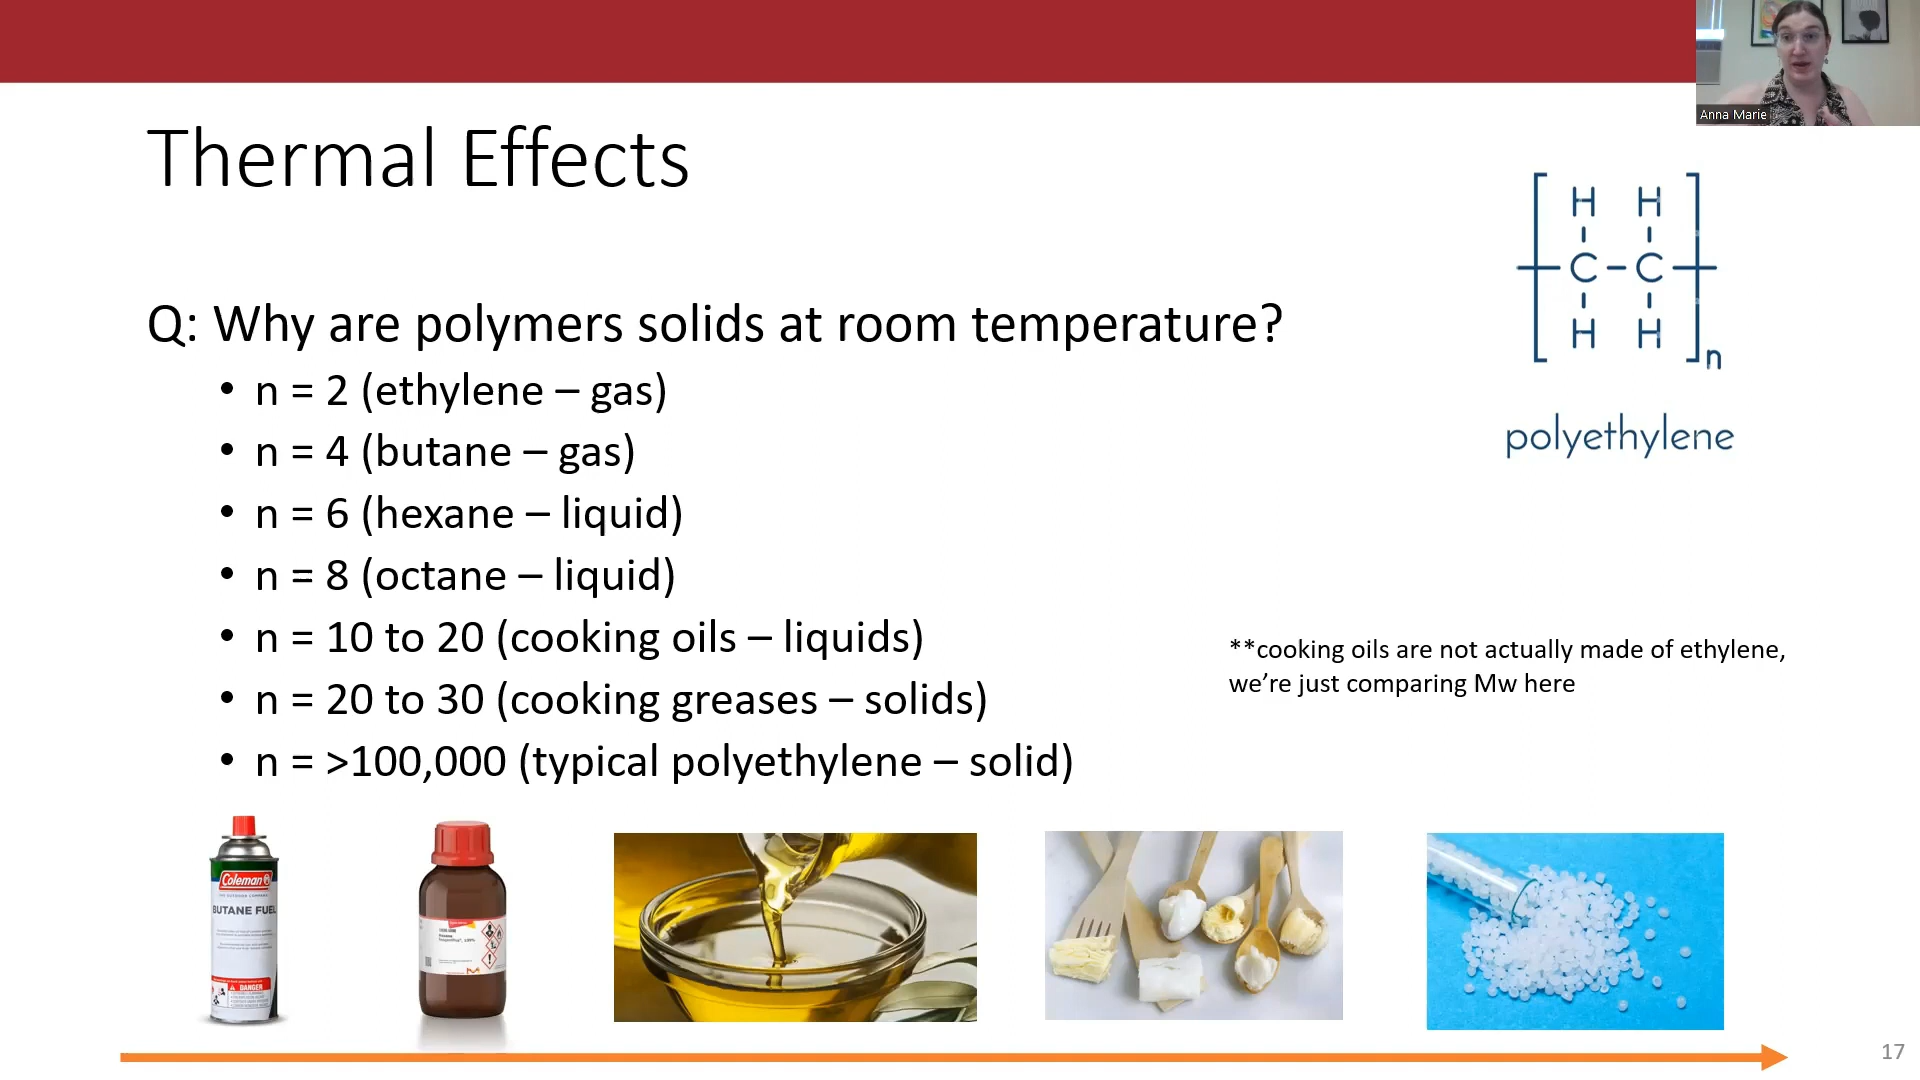 Anna Marie
Thermal Effects
H H
C C
H H
n
polyethylene
Q: Why are polymers solids at room temperature?
• n = 2 (ethylene – gas)
• n = 4 (butane – gas)
• n = 6 (hexane – liquid)
• n = 8 (octane – liquid)
• n = 10 to 20 (cooking oils – liquids)
• n = 20 to 30 (cooking greases – solids)
• n = >100,000 (typical polyethylene – solid)
**cooking oils are not actually made of ethylene,
we’re just comparing Mw here
Coleman
BUTANE FUEL
DANGER
17